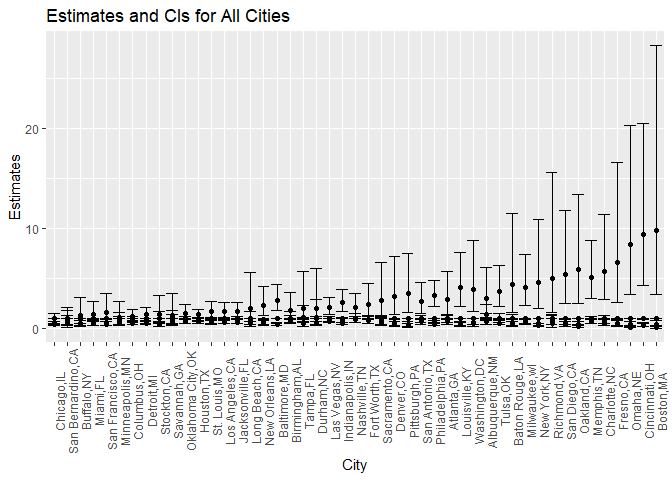 Estimates and CIs for All Cities
Estimates
20
10
0
Chicago,IL
San Bernardino,CA
Buffalo,NY
Miami,FL
San Francisco,CA
Minneapolis,MN
Columbus,OH
Detroit,MI
Stockton,CA
Savannah,GA
Oklahoma City,OK
Houston,TX
St. Louis,MO
Los Angeles,CA
Jacksonville,FL
Long Beach,CA
New Orleans,LA
Baltimore,MD
Birmingham,AL
Tampa,FL
Durham,NC
Las Vegas,NV
Indianapolis,IN
Nashville,TN
Fort Worth,TX
Sacramento,CA
Denver,CO
Pittsburgh,PA
San Antonio,TX
Philadelphia,PA
Atlanta,GA
Louisville,KY
Washington,DC
Albuquerque,NM
Tulsa,OK
Baton Rouge,LA
Milwaukee,wI
New York,NY
Richmond,VA
San Diego,CA
Oakland,CA
Memphis,TN
Charlotte,NC
Fresno,CA
Omaha,NE
Cincinnati,OH
Boston,MA
City